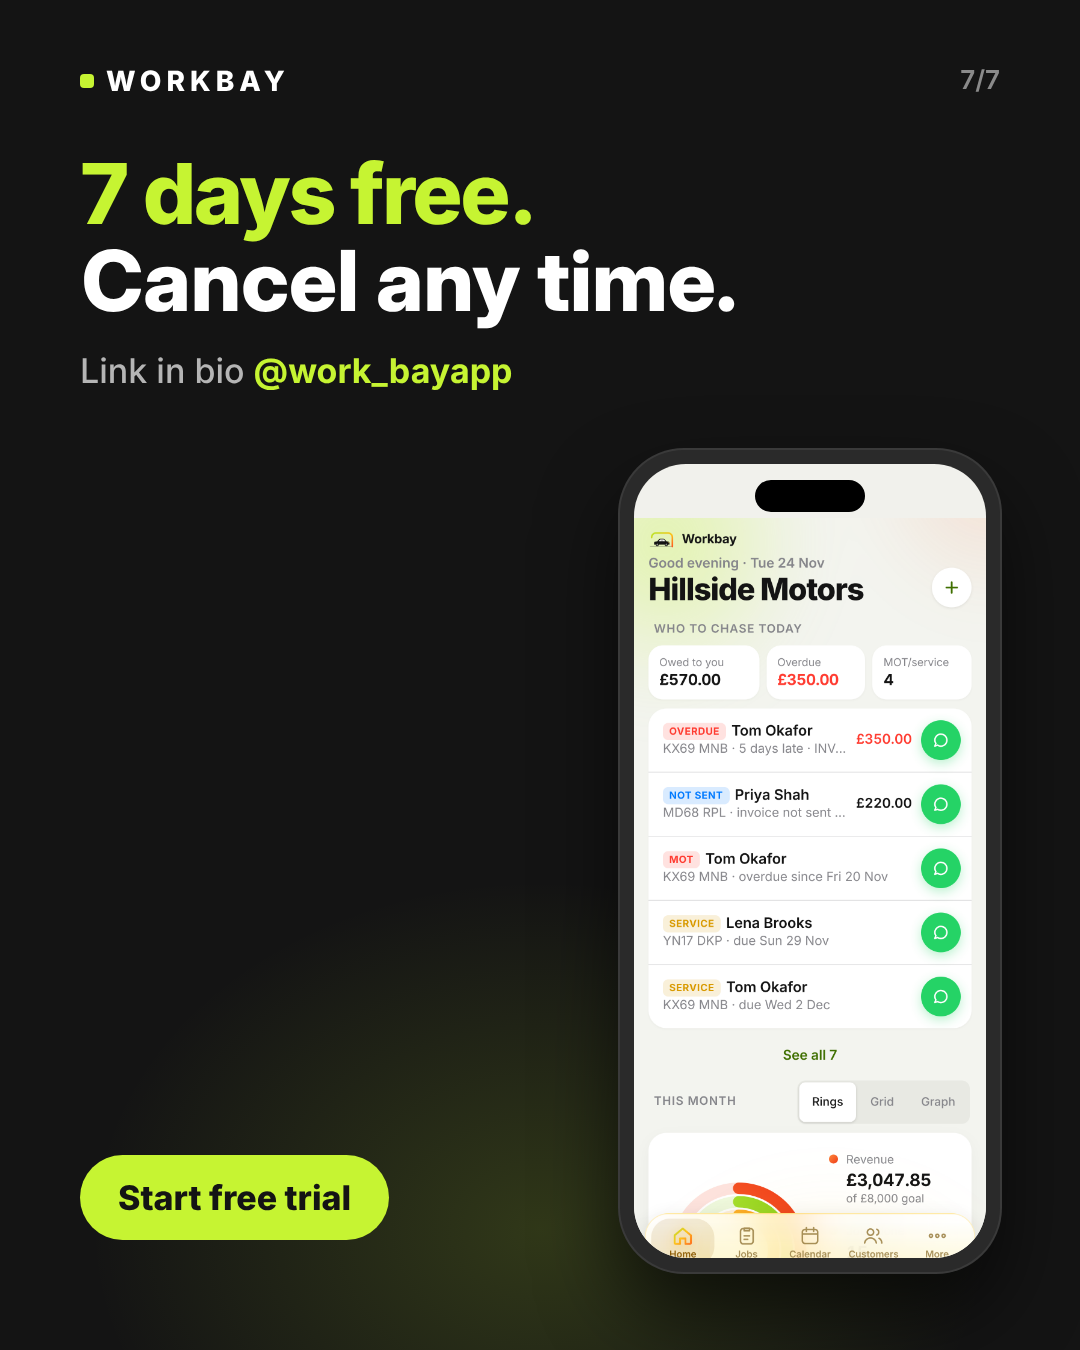 WORKBAY
7/7
7 days free.
Cancel any time.
Link in bio @work_bayapp
Workbay
Good evening · Tue 24 Nov
Hillside Motors
+
WHO TO CHASE TODAY
Owed to you
£570.00
Overdue
£350.00
MOT/service
4
OVERDUE Tom Okafor
KX69 MNB · 5 days late · INV...
£350.00
NOT SENT Priya Shah
MD68 RPL · invoice not sent ...
£220.00
MOT Tom Okafor
KX69 MNB · overdue since Fri 20 Nov
SERVICE Lena Brooks
YN17 DKP · due Sun 29 Nov
SERVICE Tom Okafor
KX69 MNB · due Wed 2 Dec
See all 7
THIS MONTH
Rings Grid Graph
Revenue
£3,047.85
of £8,000 goal
Home Jobs Calendar Customers More
Start free trial